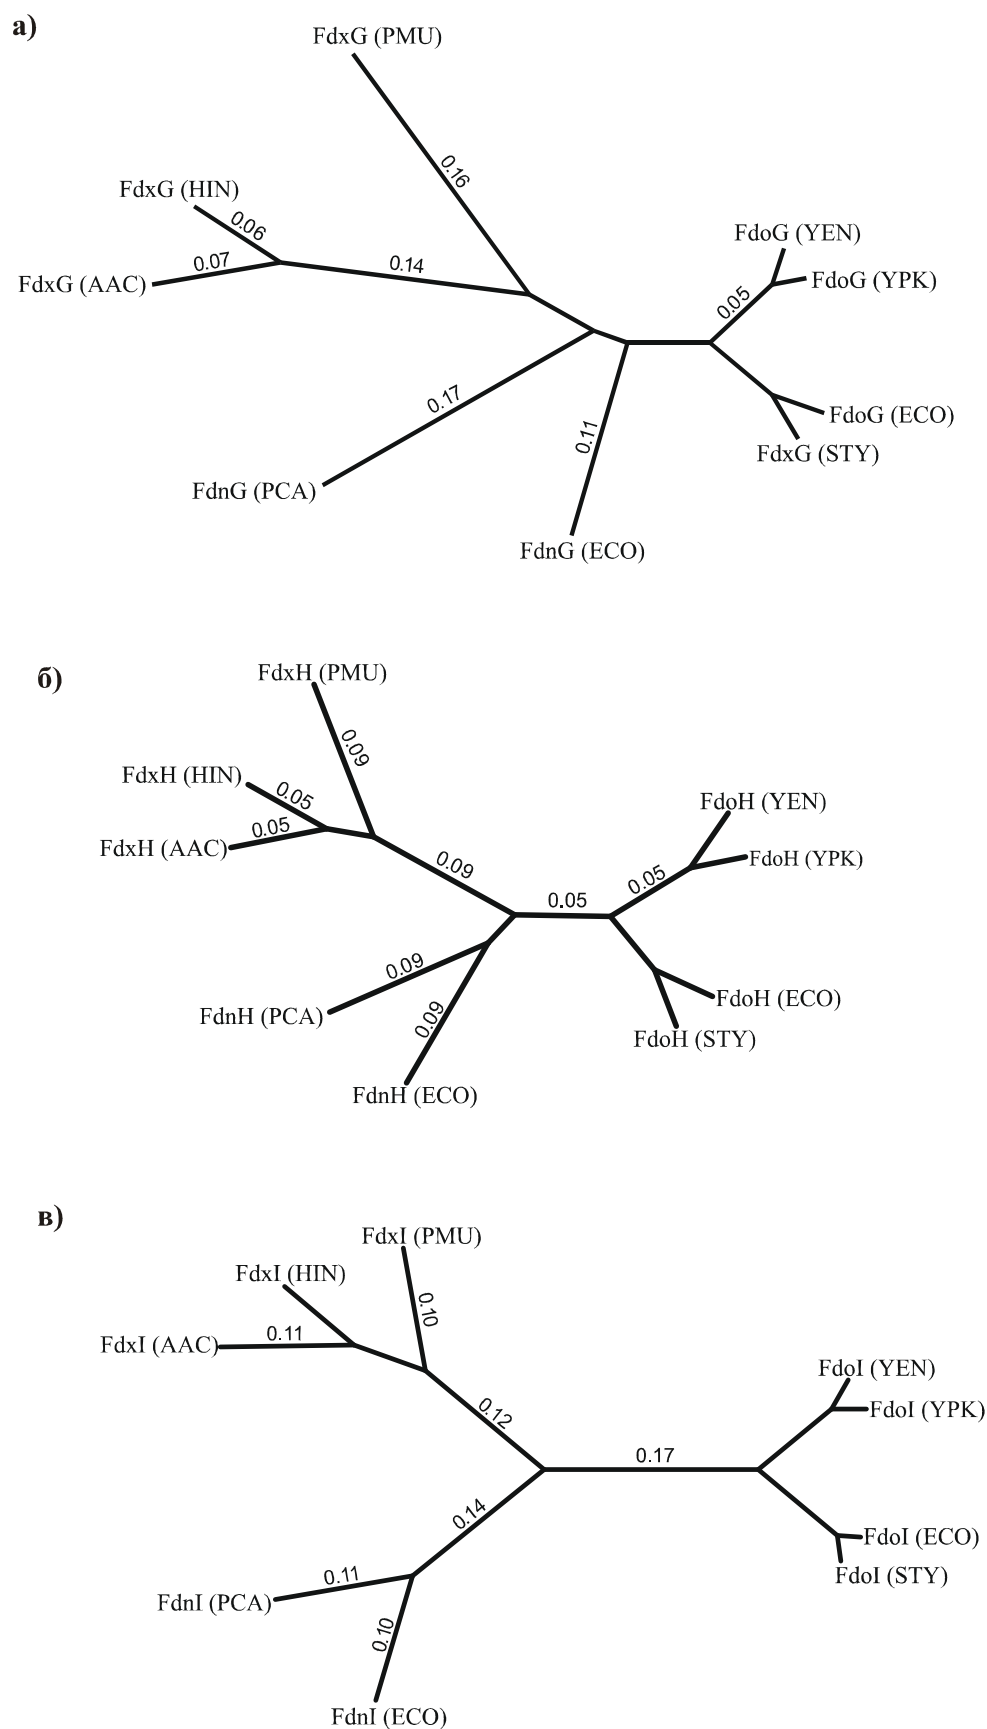 а)
FdxG (PMU)
0.16
FdxG (HIN)
0.06
0.07
FdxG (AAC)
0.14
FdoG (YEN)
FdoG (YPK)
0.05
0.17
0.11
FdoG (ECO)
FdxG (STY)
FdnG (PCA)
FdnG (ECO)
б)
FdxH (PMU)
0.09
FdxH (HIN)
0.05
0.05
FdxH (AAC)
0.09
FdoH (YEN)
FdoH (YPK)
0.05
0.05
0.09
FdnH (PCA)
0.09
FdoH (ECO)
FdoH (STY)
FdnH (ECO)
в)
FdxI (PMU)
FdxI (HIN)
0.10
FdxI (AAC)
0.11
0.12
FdoI (YEN)
FdoI (YPK)
0.17
0.14
FdoI (ECO)
FdoI (STY)
0.11
FdnI (PCA)
0.10
FdnI (ECO)